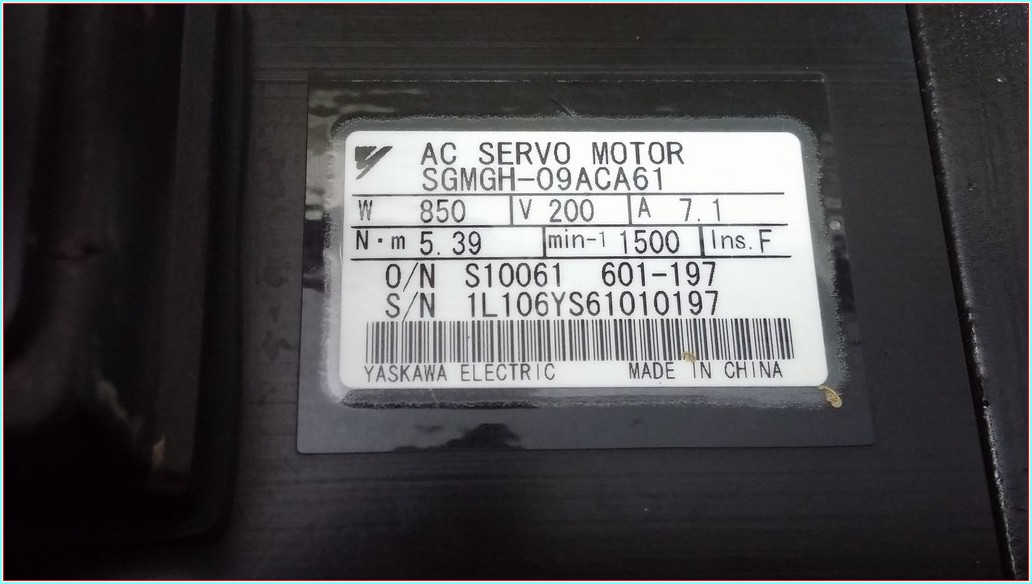 AC SERVO MOTOR
SGMGH-09ACA61
W 850 V 200 A 7.1
N·m 5.39 min-1 1500 Ins. F
O/N S10061 601-197
S/N 1L106YS61010197
YASKAWA ELECTRIC MADE IN CHINA